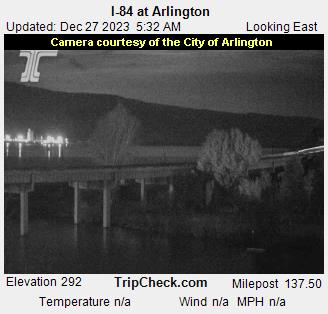 I-84 at Arlington
Updated: Dec 27 2023 5:32 AM Looking East
Camera courtesy of the City of Arlington
Elevation 292 TripCheck.com Milepost 137.50
Temperature n/a Wind n/a MPH n/a